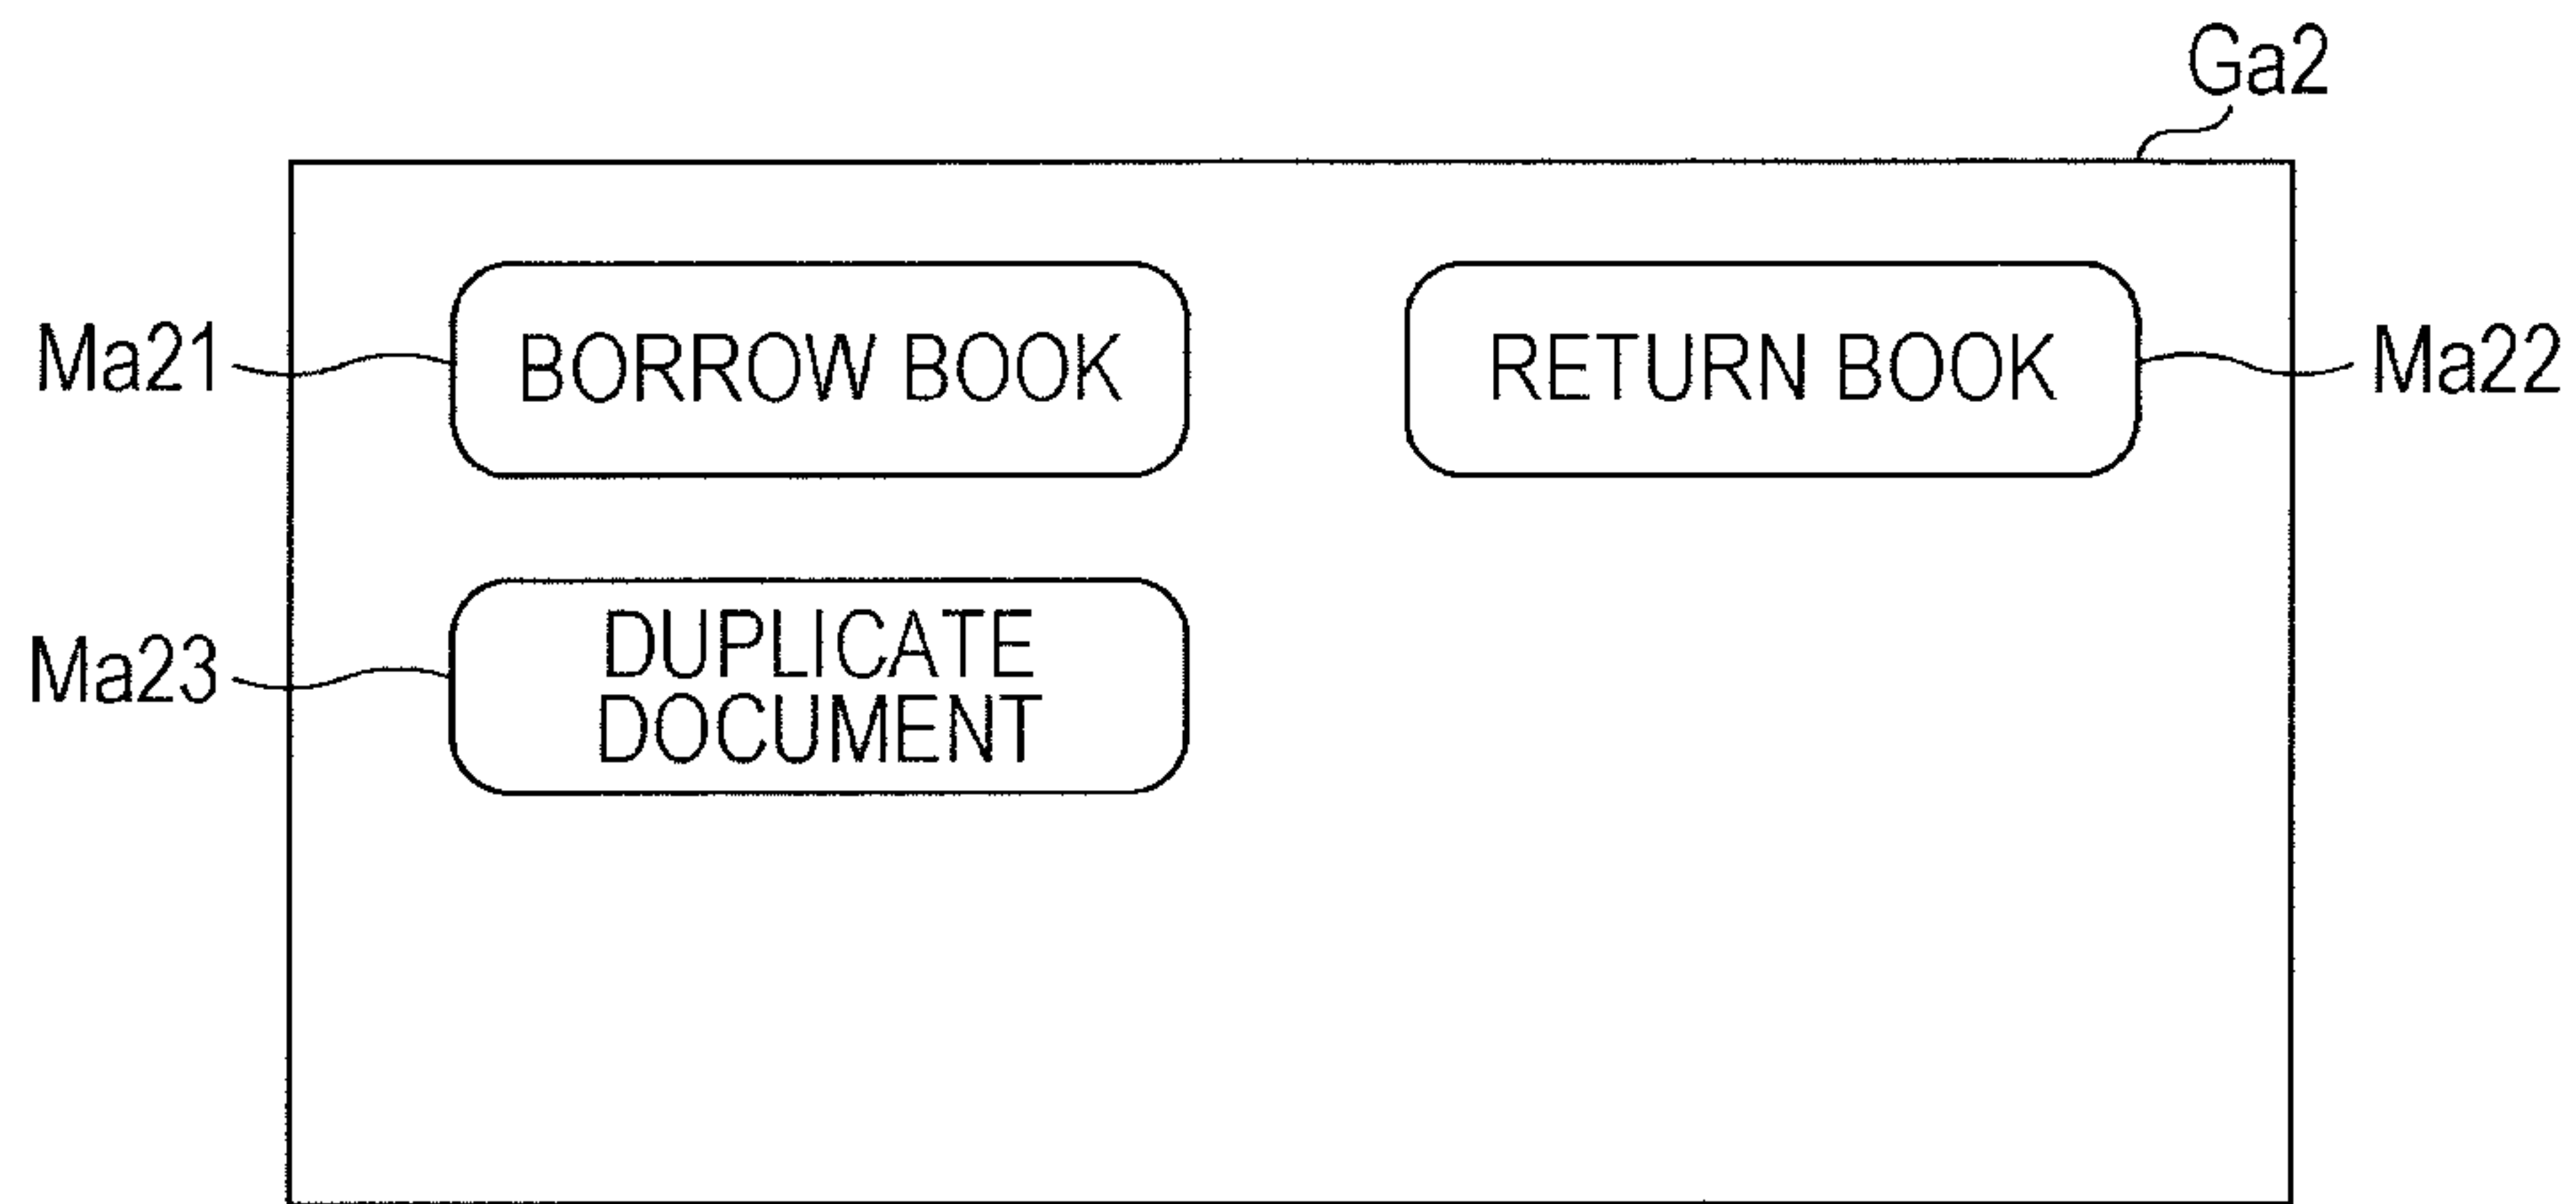 Ga2
Ma21
BORROW BOOK
RETURN BOOK
Ma22
Ma23
DUPLICATE
DOCUMENT